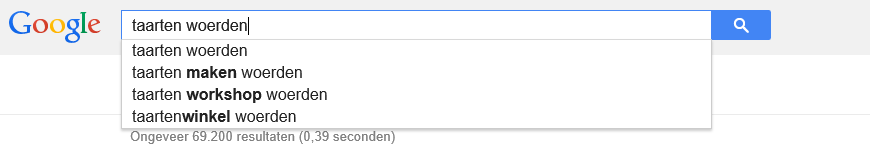 Google taarten woerden
taarten woerden
taarten maken woerden
taarten workshop woerden
taartenwinkel woerden
Ongeveer 69.200 resultaten (0,39 seconden)